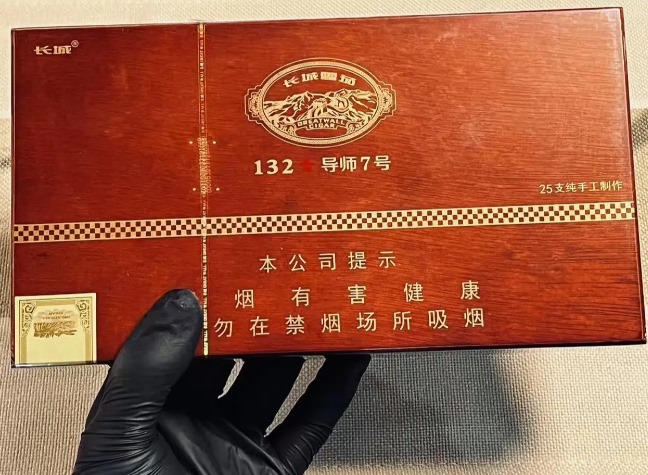 长城®
长城雪茄
GREATWALL
CIGAR
132★导师7号
25支纯手工制作
本公司提示
烟有害健康
勿在禁烟场所吸烟